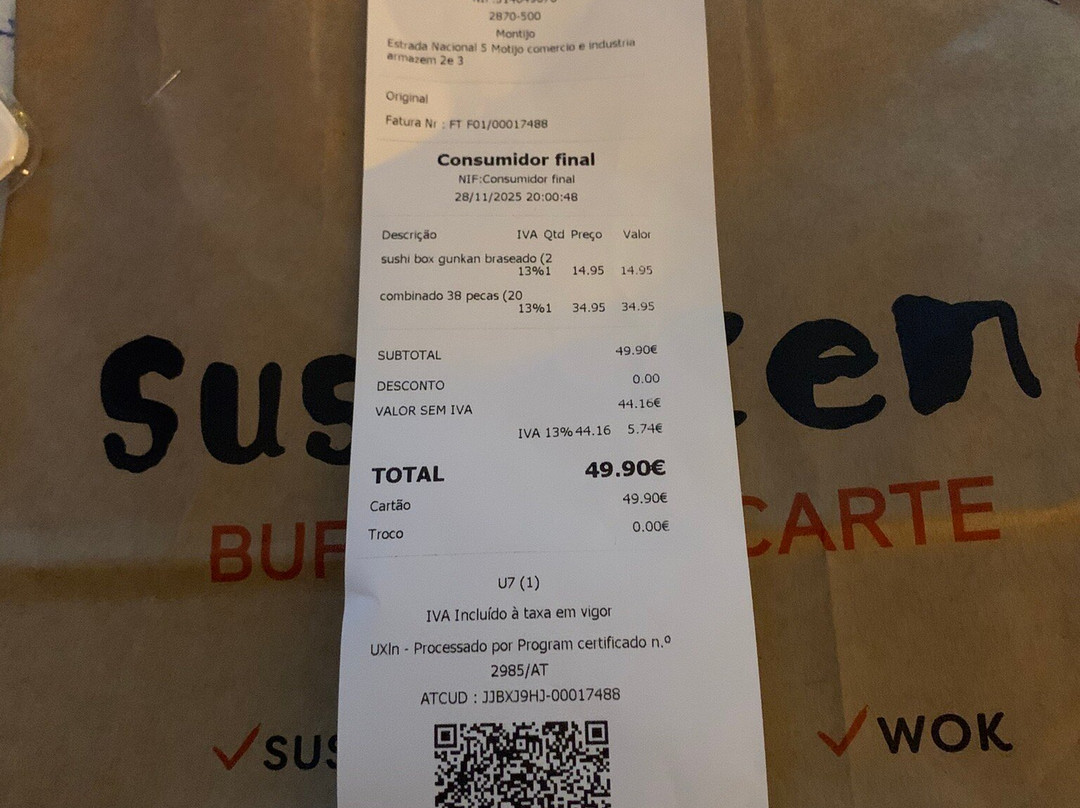 2870-500
Montijo
Estrada Nacional 5 Motijo comercio e industria
armazem 2e 3
Original
Fatura Nr : FT F01/00017488
Consumidor final
NIF:Consumidor final
28/11/2025 20:00:48
Descrição IVA Qtd Preço Valor
sushi box gunkan braseado (2
13%1 14.95 14.95
combinado 38 pecas (20
13%1 34.95 34.95
SUBTOTAL 49.90€
DESCONTO 0.00
VALOR SEM IVA 44.16€
IVA 13% 44.16 5.74€
TOTAL 49.90€
Cartão 49.90€
Troco 0.00€
U7 (1)
IVA Incluído à taxa em vigor
UXIn - Processado por Program certificado n.º
2985/AT
ATCUD : JJBXJ9HJ-00017488
sus en
BUF CARTE
SUS WOK